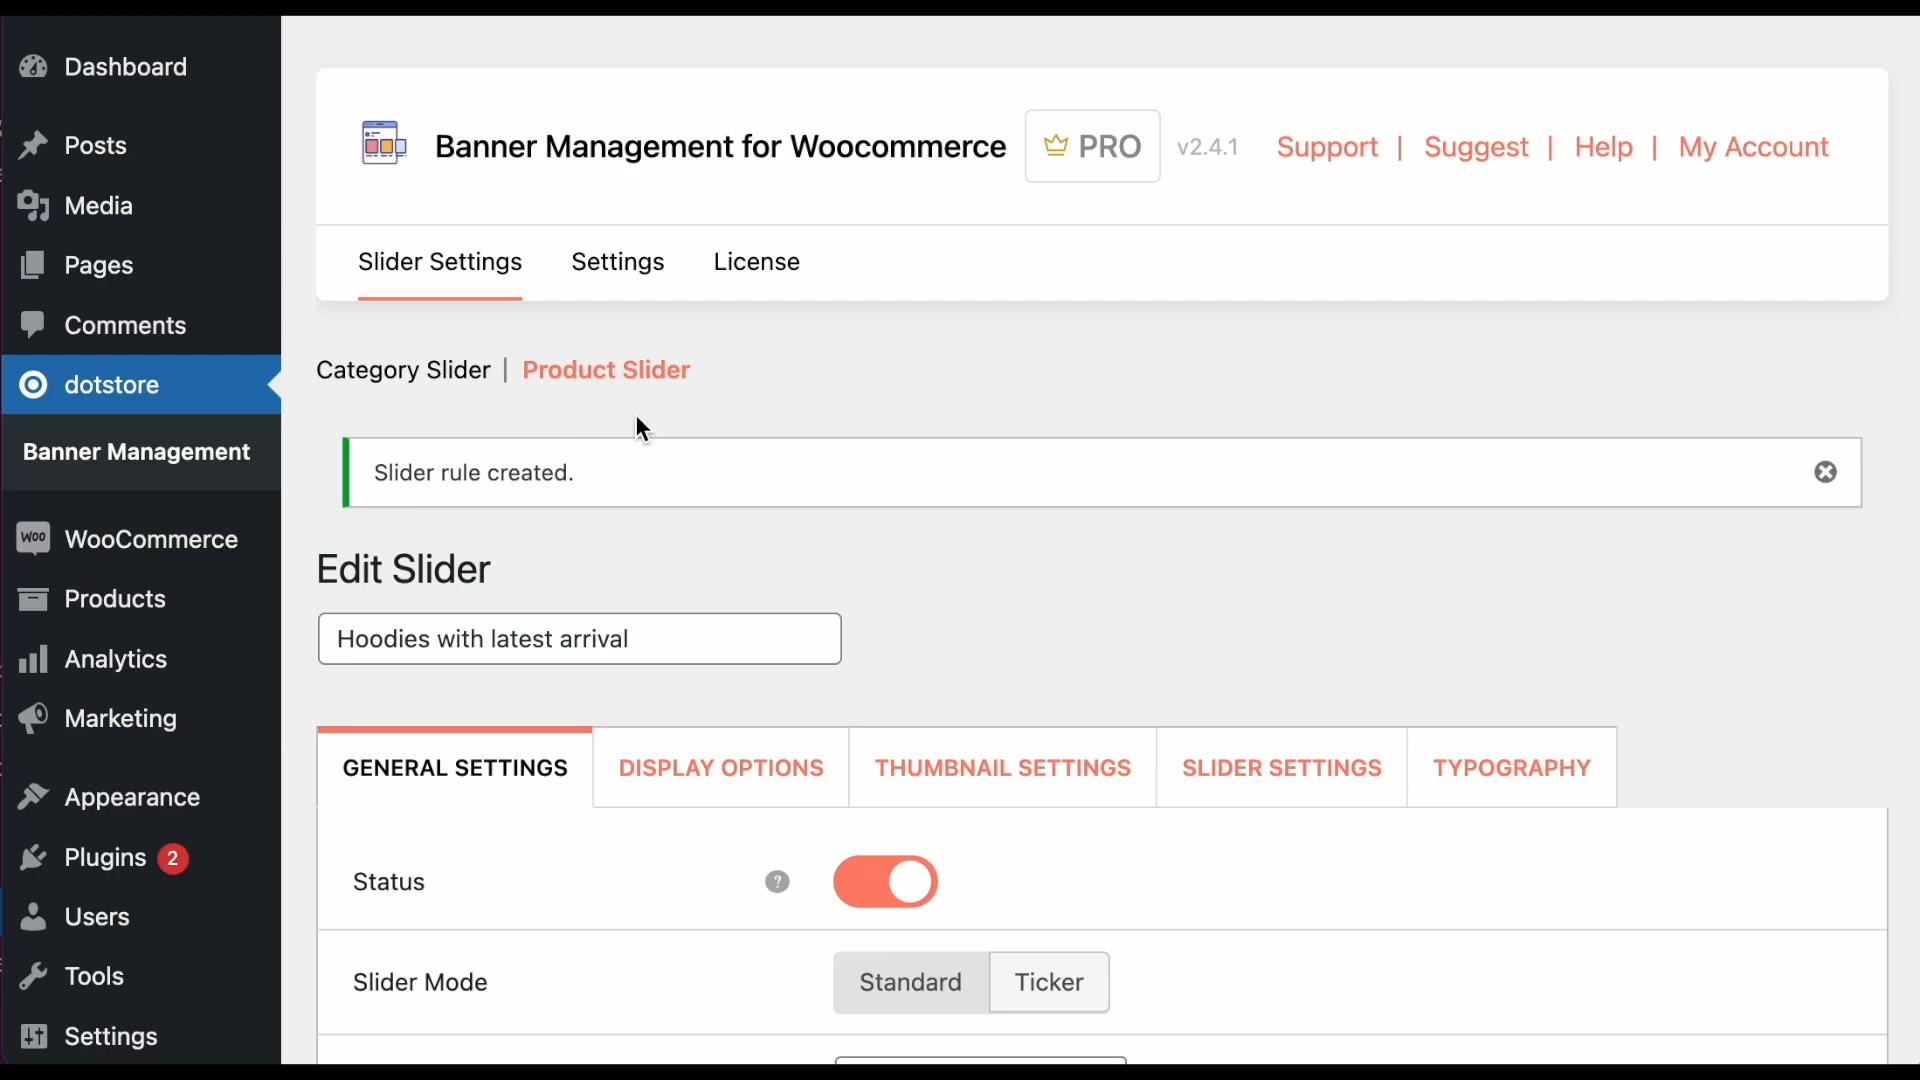 Dashboard
Posts
Media
Pages
Comments
dotstore
Banner Management
WOO WooCommerce
Products
Analytics
Marketing
Appearance
Plugins 2
Users
Tools
Settings
Banner Management for Woocommerce PRO v2.4.1 Support | Suggest | Help | My Account
Slider Settings Settings License
Category Slider | Product Slider
Slider rule created.
Edit Slider
Hoodies with latest arrival
GENERAL SETTINGS DISPLAY OPTIONS THUMBNAIL SETTINGS SLIDER SETTINGS TYPOGRAPHY
Status ?
Slider Mode Standard Ticker